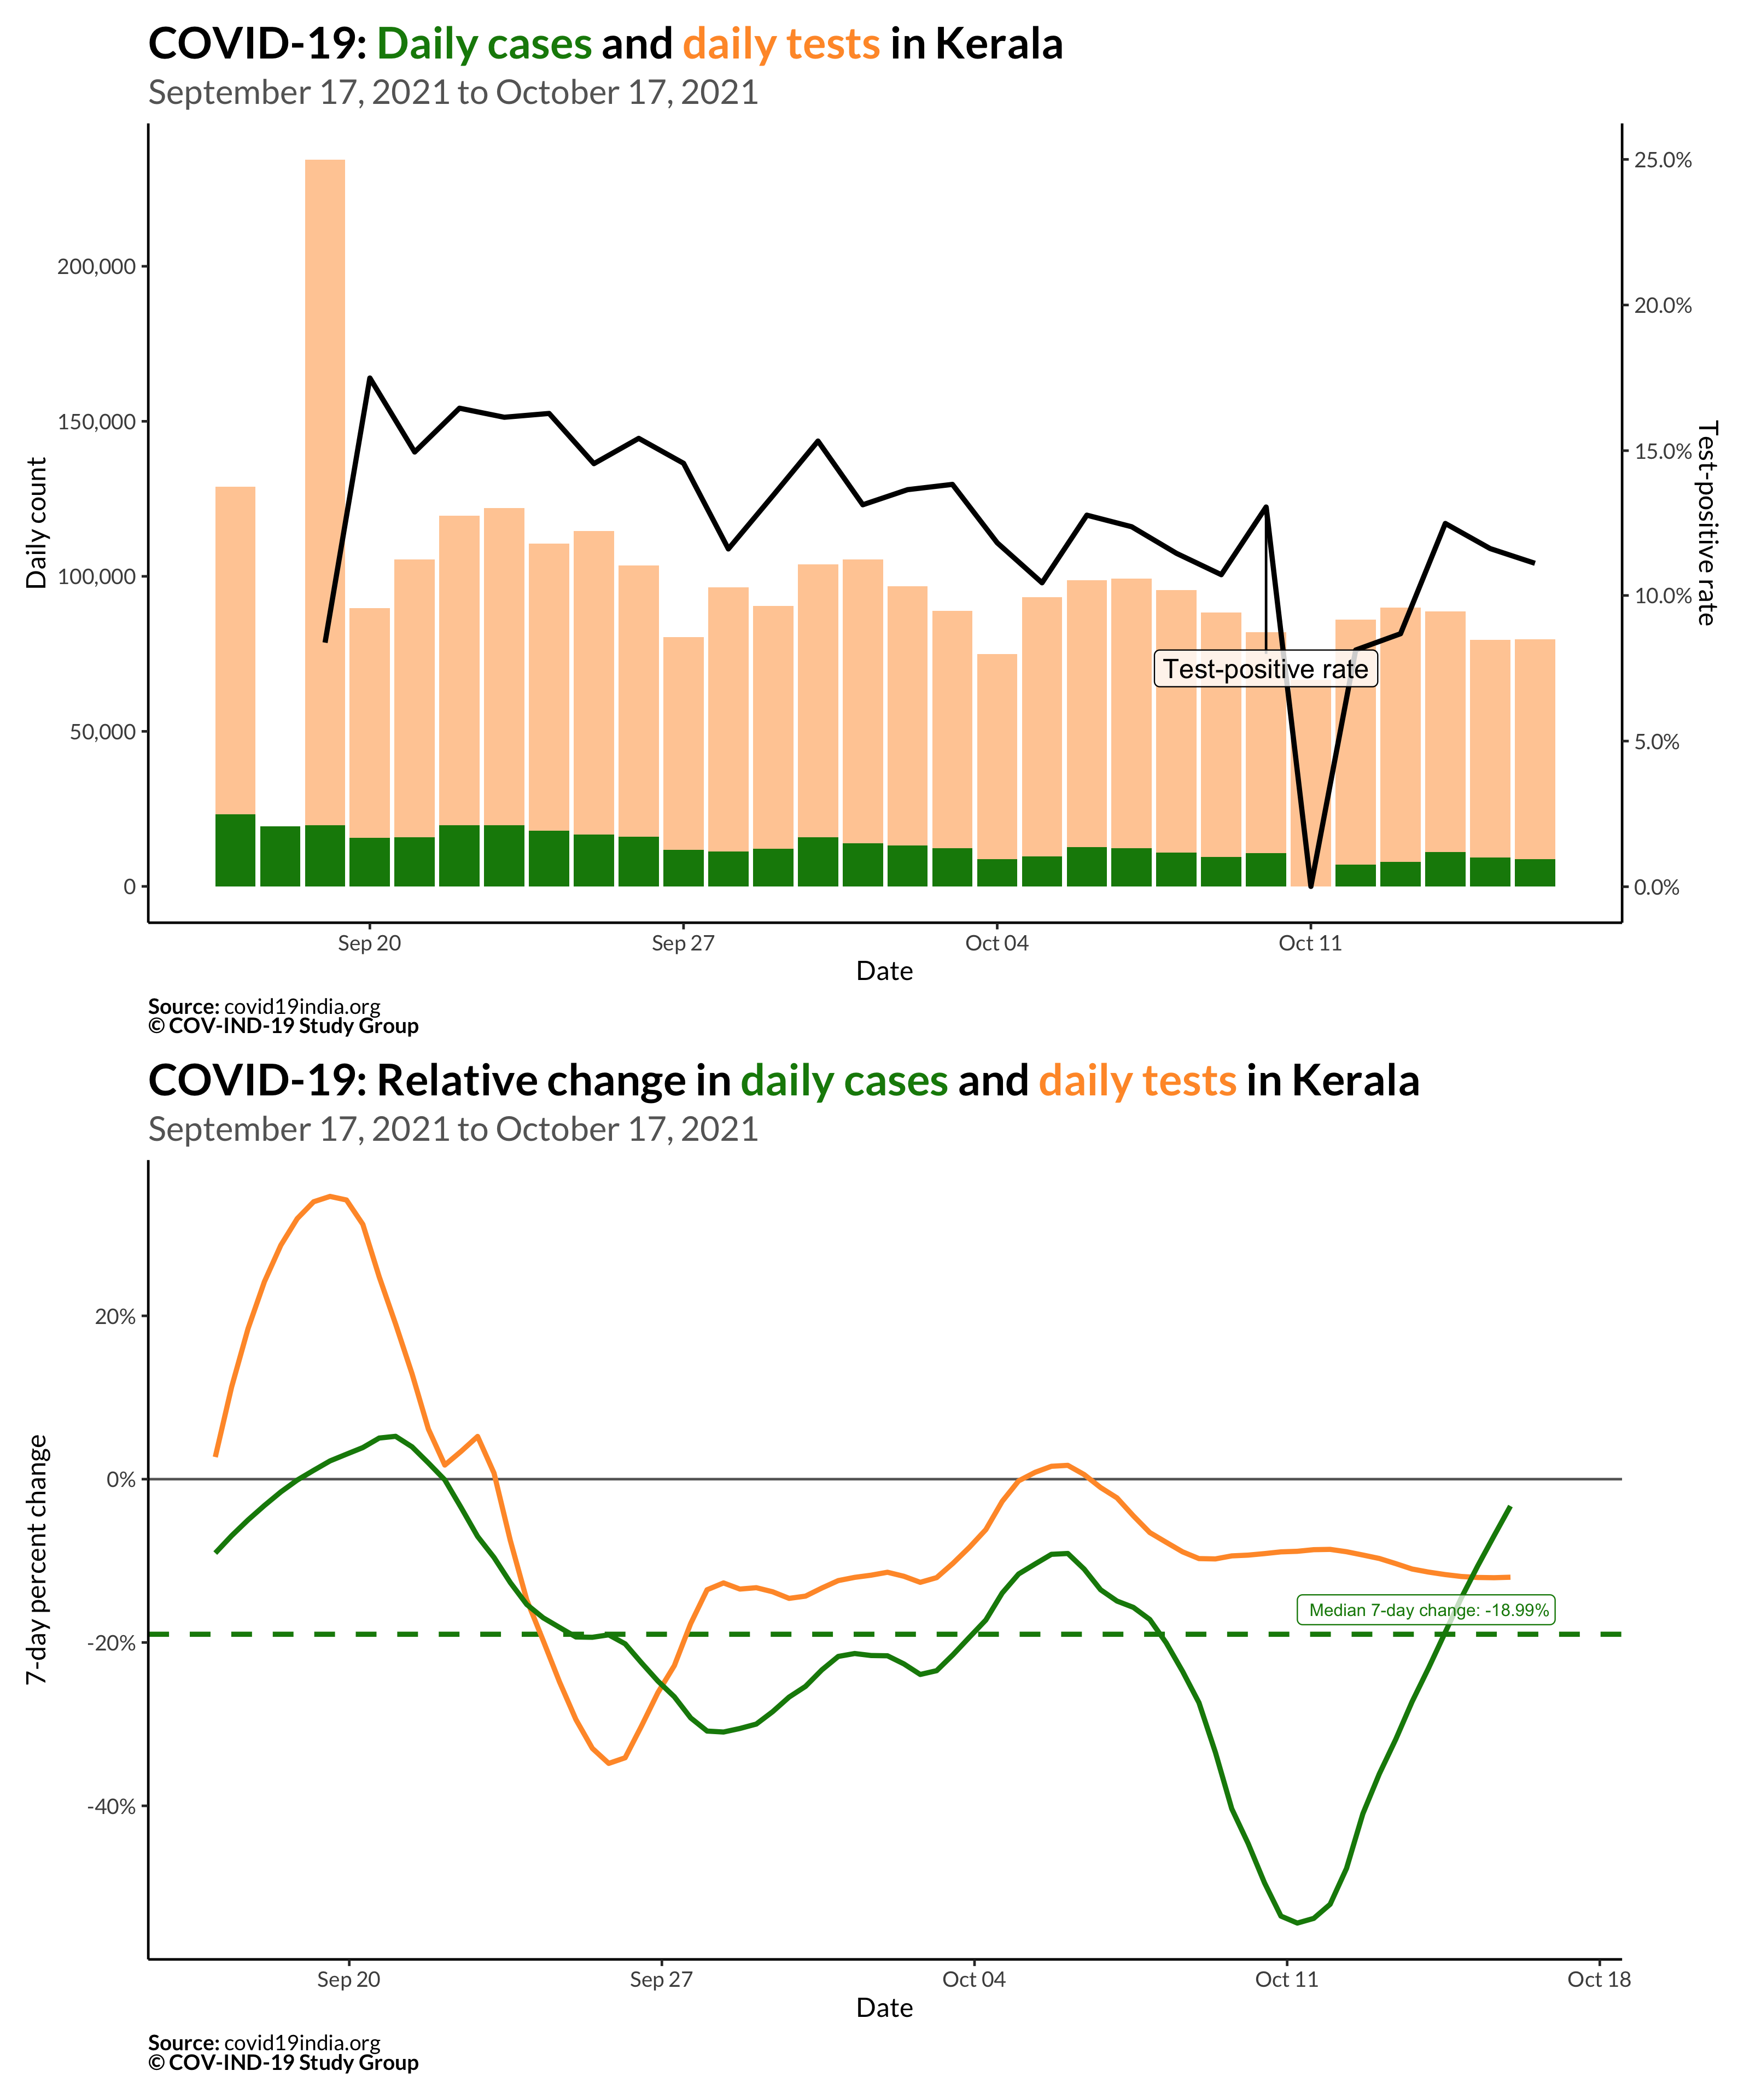 COVID-19: Daily cases and daily tests in Kerala
September 17, 2021 to October 17, 2021
Daily count
200,000
150,000
100,000
50,000
0
25.0%
20.0%
15.0%
10.0%
5.0%
0.0%
Test-positive rate
Test-positive rate
Sep 20
Sep 27
Oct 04
Oct 11
Date
Source: covid19india.org
© COV-IND-19 Study Group
COVID-19: Relative change in daily cases and daily tests in Kerala
September 17, 2021 to October 17, 2021
7-day percent change
20%
0%
-20%
-40%
Median 7-day change: -18.99%
Sep 20
Sep 27
Oct 04
Oct 11
Oct 18
Date
Source: covid19india.org
© COV-IND-19 Study Group